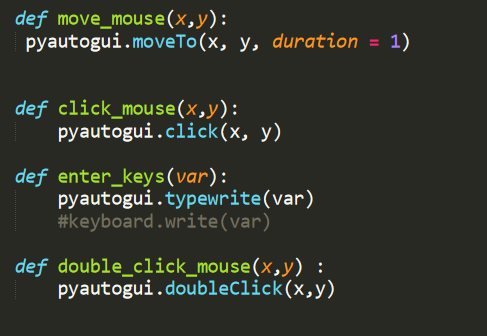 def move_mouse(x,y):
 pyautogui.moveTo(x, y, duration = 1)
def click_mouse(x,y):
    pyautogui.click(x, y)
def enter_keys(var):
    pyautogui.typewrite(var)
    #keyboard.write(var)
def double_click_mouse(x,y) :
    pyautogui.doubleClick(x,y)